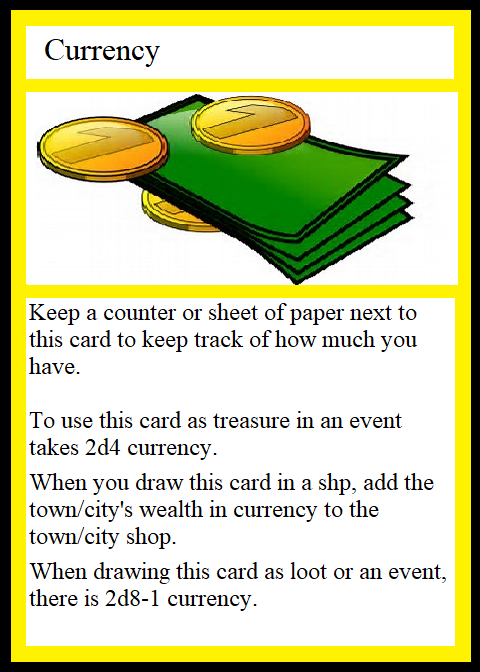 Currency
Keep a counter or sheet of paper next to
this card to keep track of how much you
have.
To use this card as treasure in an event
takes 2d4 currency.
When you draw this card in a shp, add the
town/city's wealth in currency to the
town/city shop.
When drawing this card as loot or an event,
there is 2d8-1 currency.